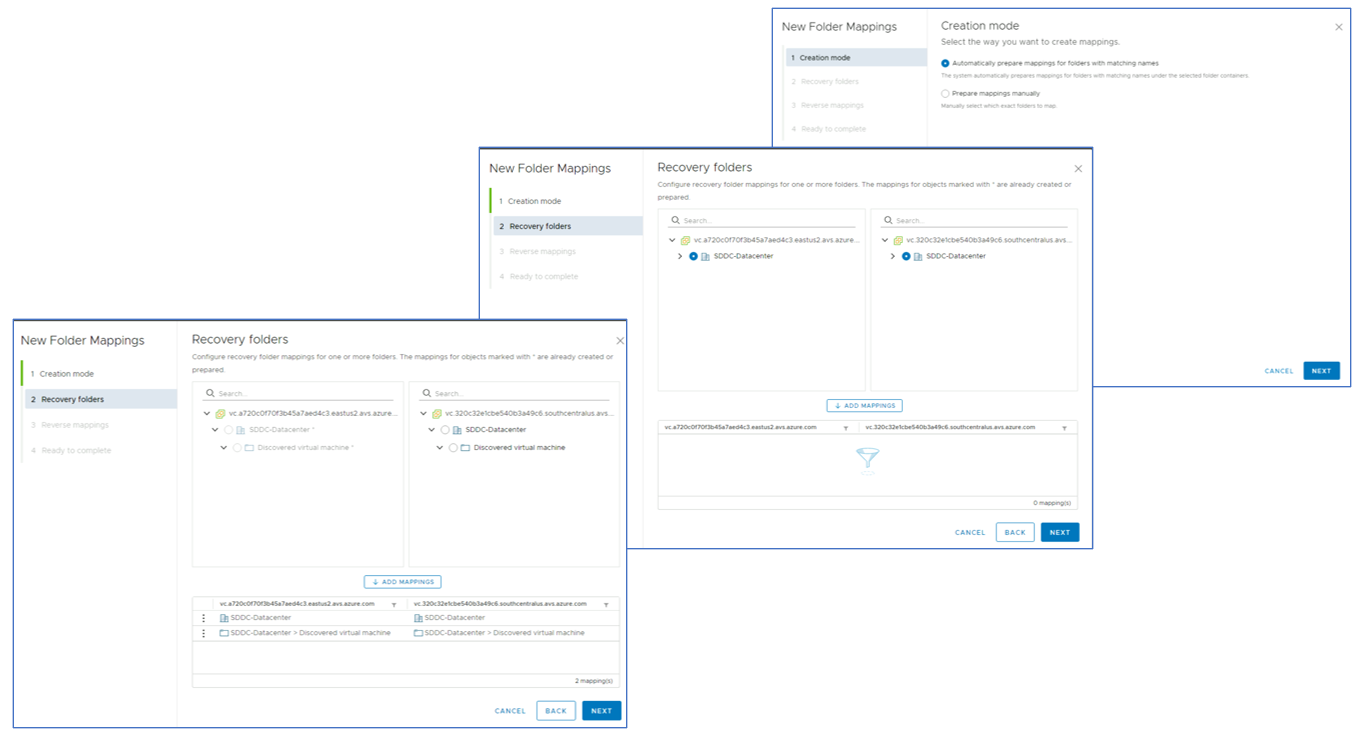 New Folder Mappings
1 Creation mode
2 Recovery folders
3 Reverse mappings
4 Ready to complete
Creation mode
Select the way you want to create mappings.
Automatically prepare mappings for folders with matching names
The system automatically prepares mappings for folders with matching names under the selected folder containers.
Prepare mappings manually
Manually select which exact folders to map.
CANCEL
NEXT
New Folder Mappings
1 Creation mode
2 Recovery folders
3 Reverse mappings
4 Ready to complete
Recovery folders
Configure recovery folder mappings for one or more folders. The mappings for objects marked with * are already created or
prepared.
Search...
Search...
vc.a720c0f70f3b45a7aed4c3.eastus2.avs.azure...
vc.320c32e1cbe540b3a49c6.southcentralus.avs...
SDDC-Datacenter
SDDC-Datacenter
ADD MAPPINGS
vc.a720c0f70f3b45a7aed4c3.eastus2.avs.azure.com
vc.320c32e1cbe540b3a49c6.southcentralus.avs.azure.com
0 mapping(s)
CANCEL
BACK
NEXT
New Folder Mappings
1 Creation mode
2 Recovery folders
3 Reverse mappings
4 Ready to complete
Recovery folders
Configure recovery folder mappings for one or more folders. The mappings for objects marked with * are already created or
prepared.
Search...
Search...
vc.a720c0f70f3b45a7aed4c3.eastus2.avs.azure...
vc.320c32e1cbe540b3a49c6.southcentralus.avs...
SDDC-Datacenter *
SDDC-Datacenter
Discovered virtual machine *
Discovered virtual machine
ADD MAPPINGS
vc.a720c0f70f3b45a7aed4c3.eastus2.avs.azure.com
vc.320c32e1cbe540b3a49c6.southcentralus.avs.azure.com
SDDC-Datacenter
SDDC-Datacenter
SDDC-Datacenter > Discovered virtual machine
SDDC-Datacenter > Discovered virtual machine
2 mapping(s)
CANCEL
BACK
NEXT